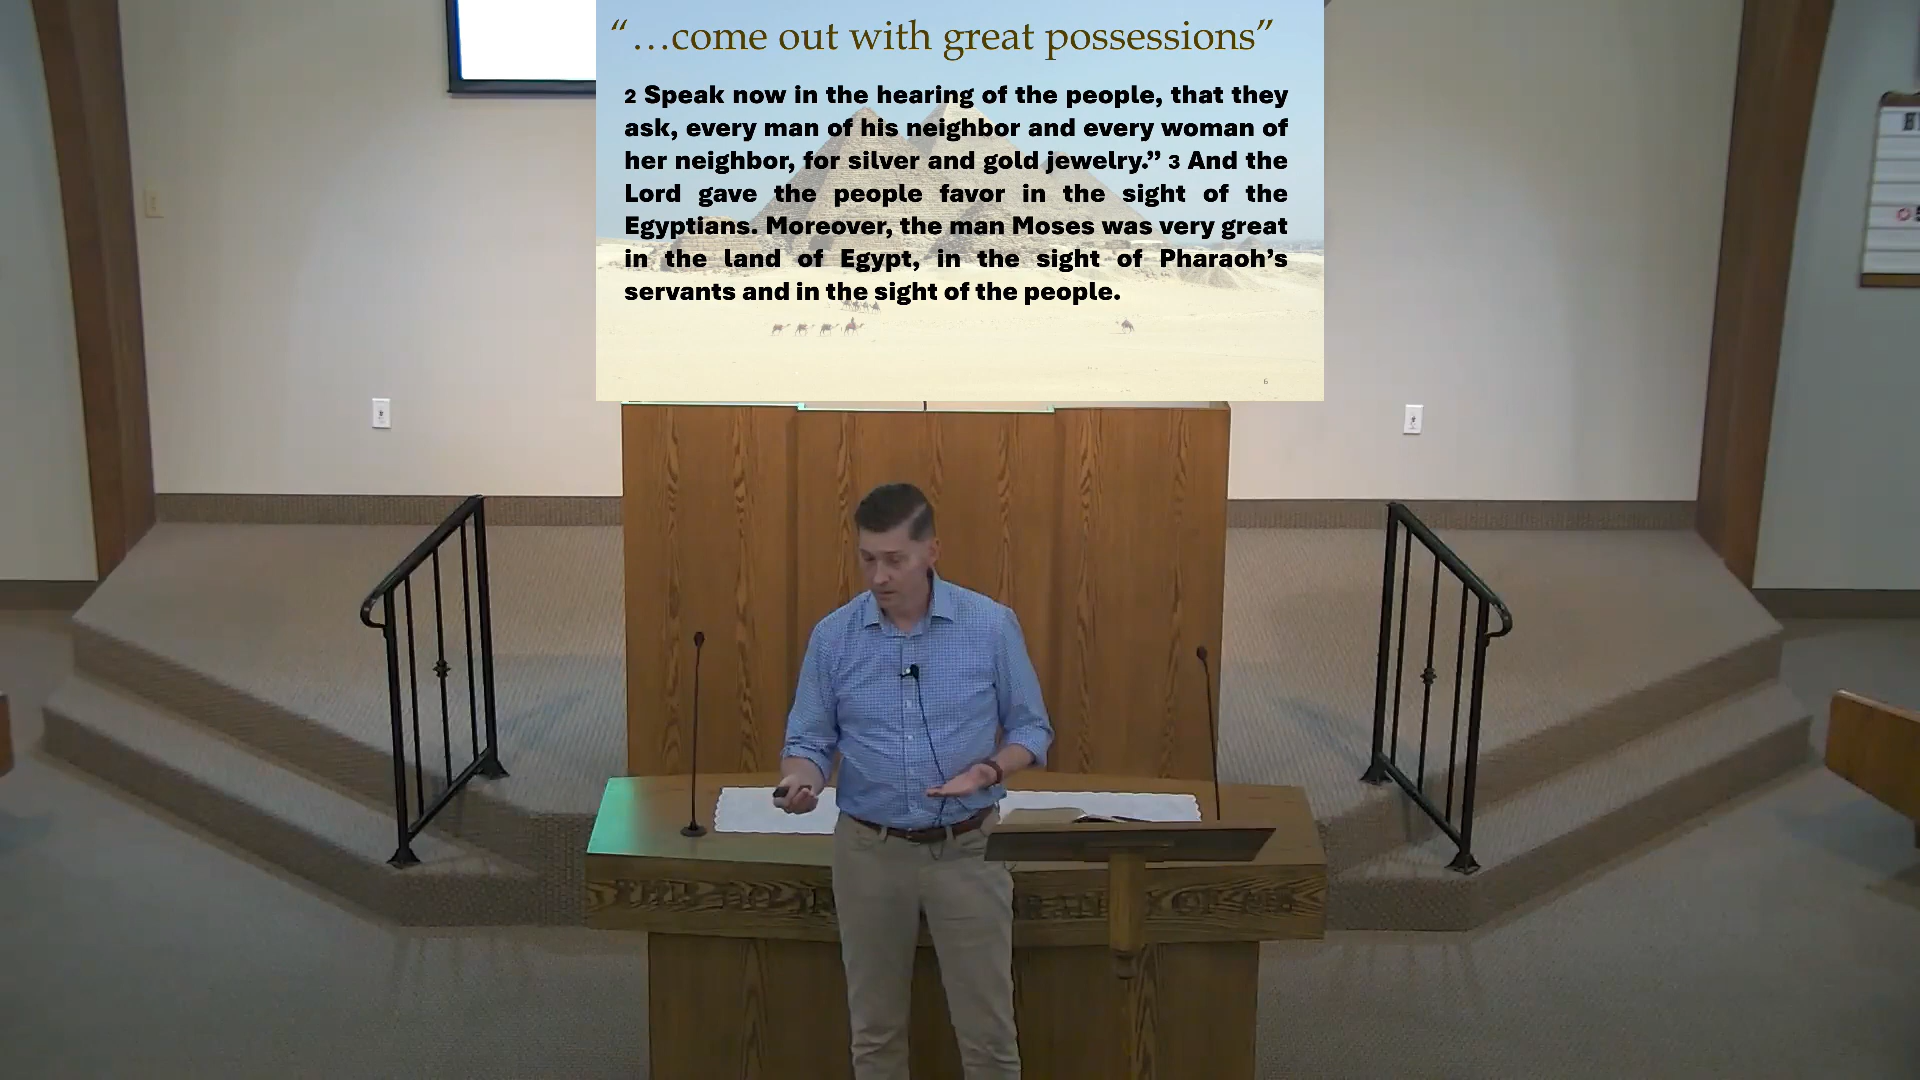 “…come out with great possessions”
2 Speak now in the hearing of the people, that they
ask, every man of his neighbor and every woman of
her neighbor, for silver and gold jewelry.” 3 And the
Lord gave the people favor in the sight of the
Egyptians. Moreover, the man Moses was very great
in the land of Egypt, in the sight of Pharaoh’s
servants and in the sight of the people.
6